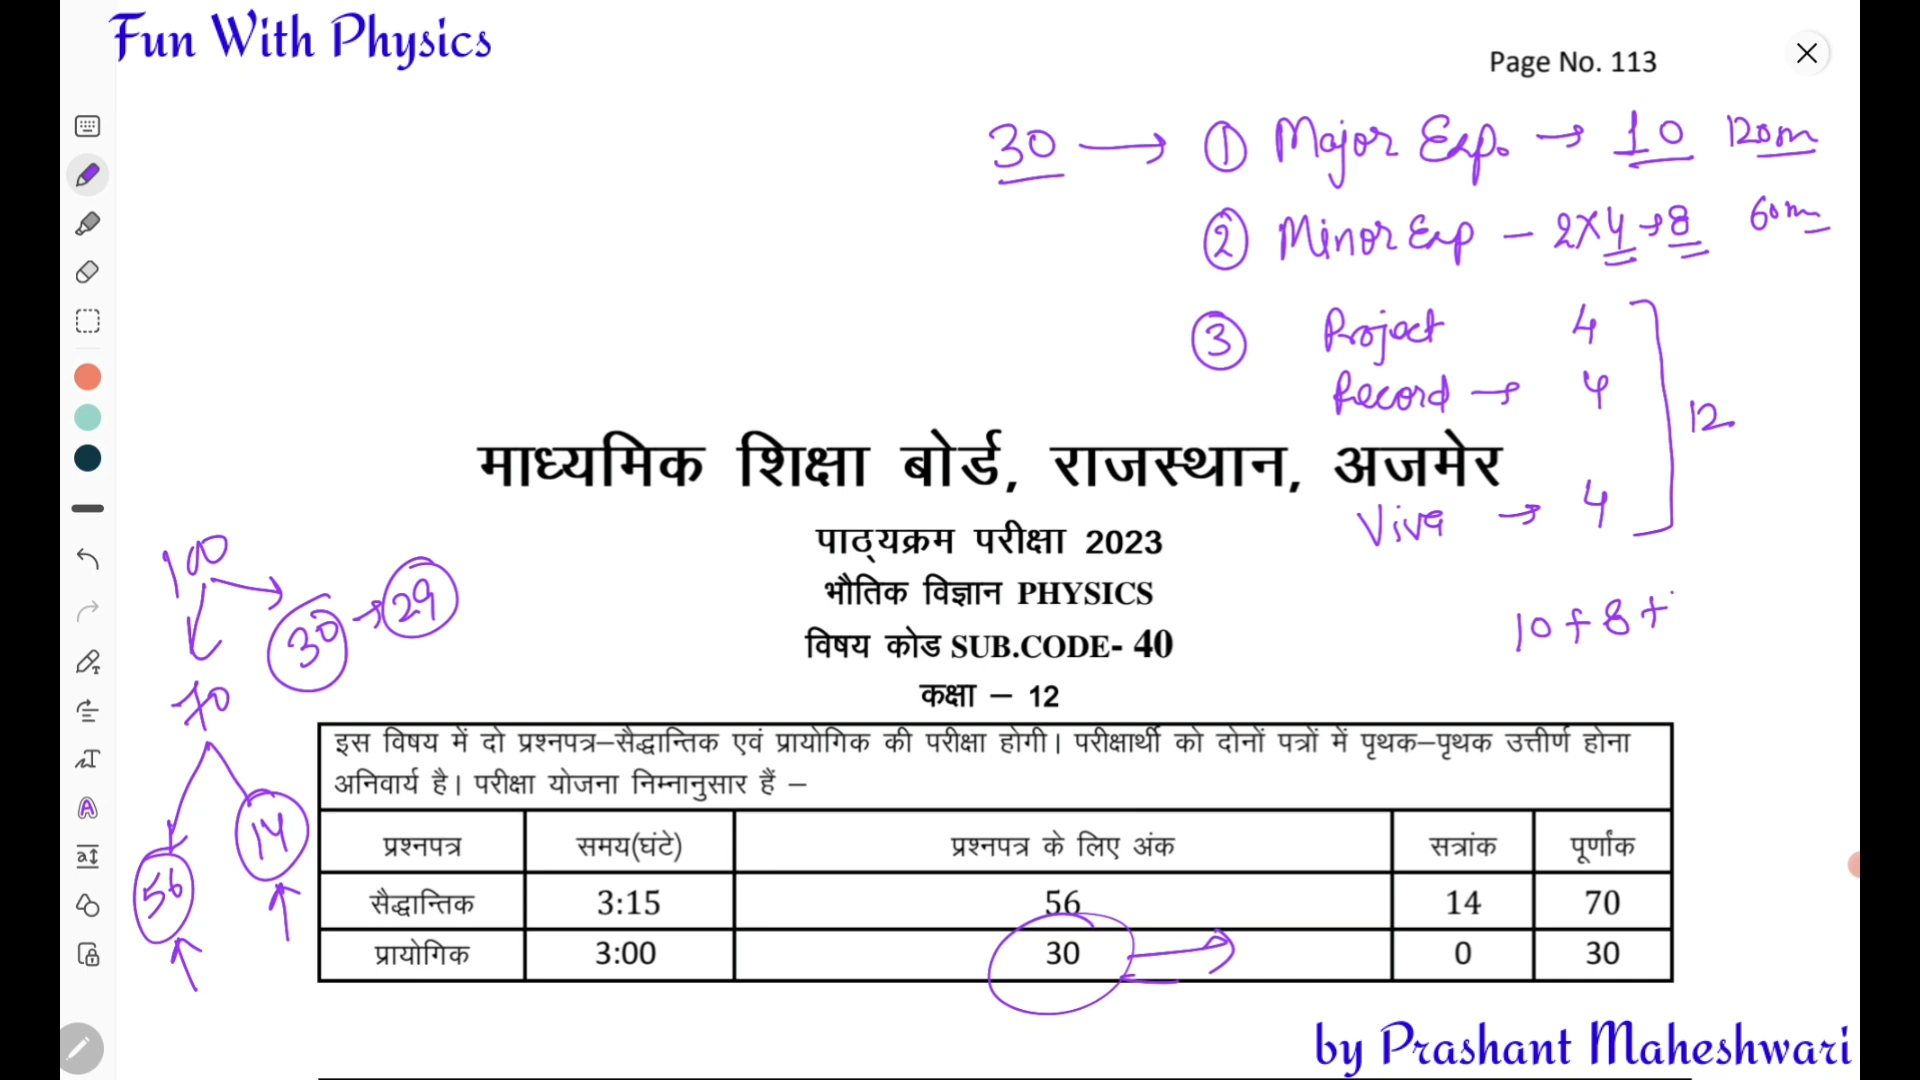 Fun With Physics
Page No. 113
30 → ① Major Exp. → 10 120m
② Minor Exp – 2×4→8 60m
③ Project 4
Record → 4
12
Viva → 4
10+8+
माध्यमिक शिक्षा बोर्ड, राजस्थान, अजमेर
पाठ्यक्रम परीक्षा 2023
भौतिक विज्ञान PHYSICS
विषय कोड SUB.CODE- 40
कक्षा – 12
100
30 → 29
70
56 14
इस विषय में दो प्रश्नपत्र–सैद्धान्तिक एवं प्रायोगिक की परीक्षा होगी। परीक्षार्थी को दोनों पत्रों में पृथक–पृथक उत्तीर्ण होना
अनिवार्य है। परीक्षा योजना निम्नानुसार हैं –
प्रश्नपत्र समय(घंटे) प्रश्नपत्र के लिए अंक सत्रांक पूर्णांक
सैद्धान्तिक 3:15 56 14 70
प्रायोगिक 3:00 30 0 30
by Prashant Maheshwari